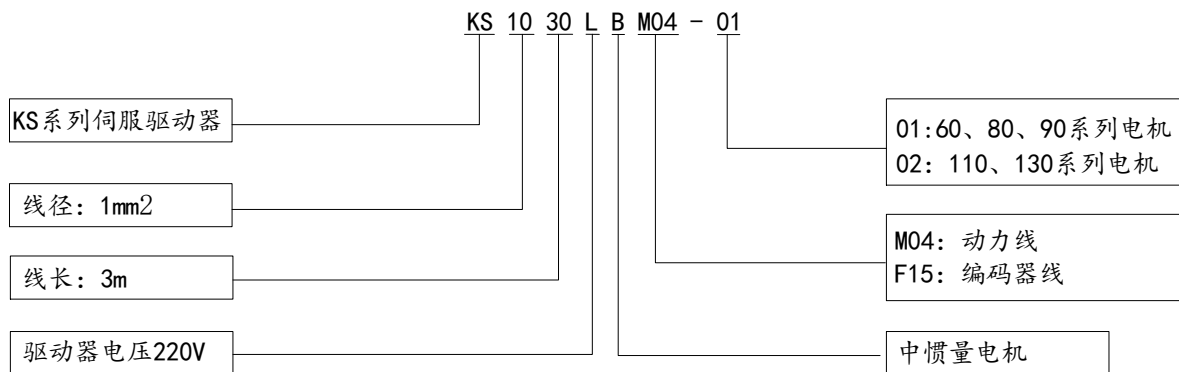 KS 10 30 L B M04 - 01
KS系列伺服驱动器
线径: 1mm2
线长: 3m
驱动器电压220V
01:60、80、90系列电机
02: 110、130系列电机
M04: 动力线
F15: 编码器线
中惯量电机